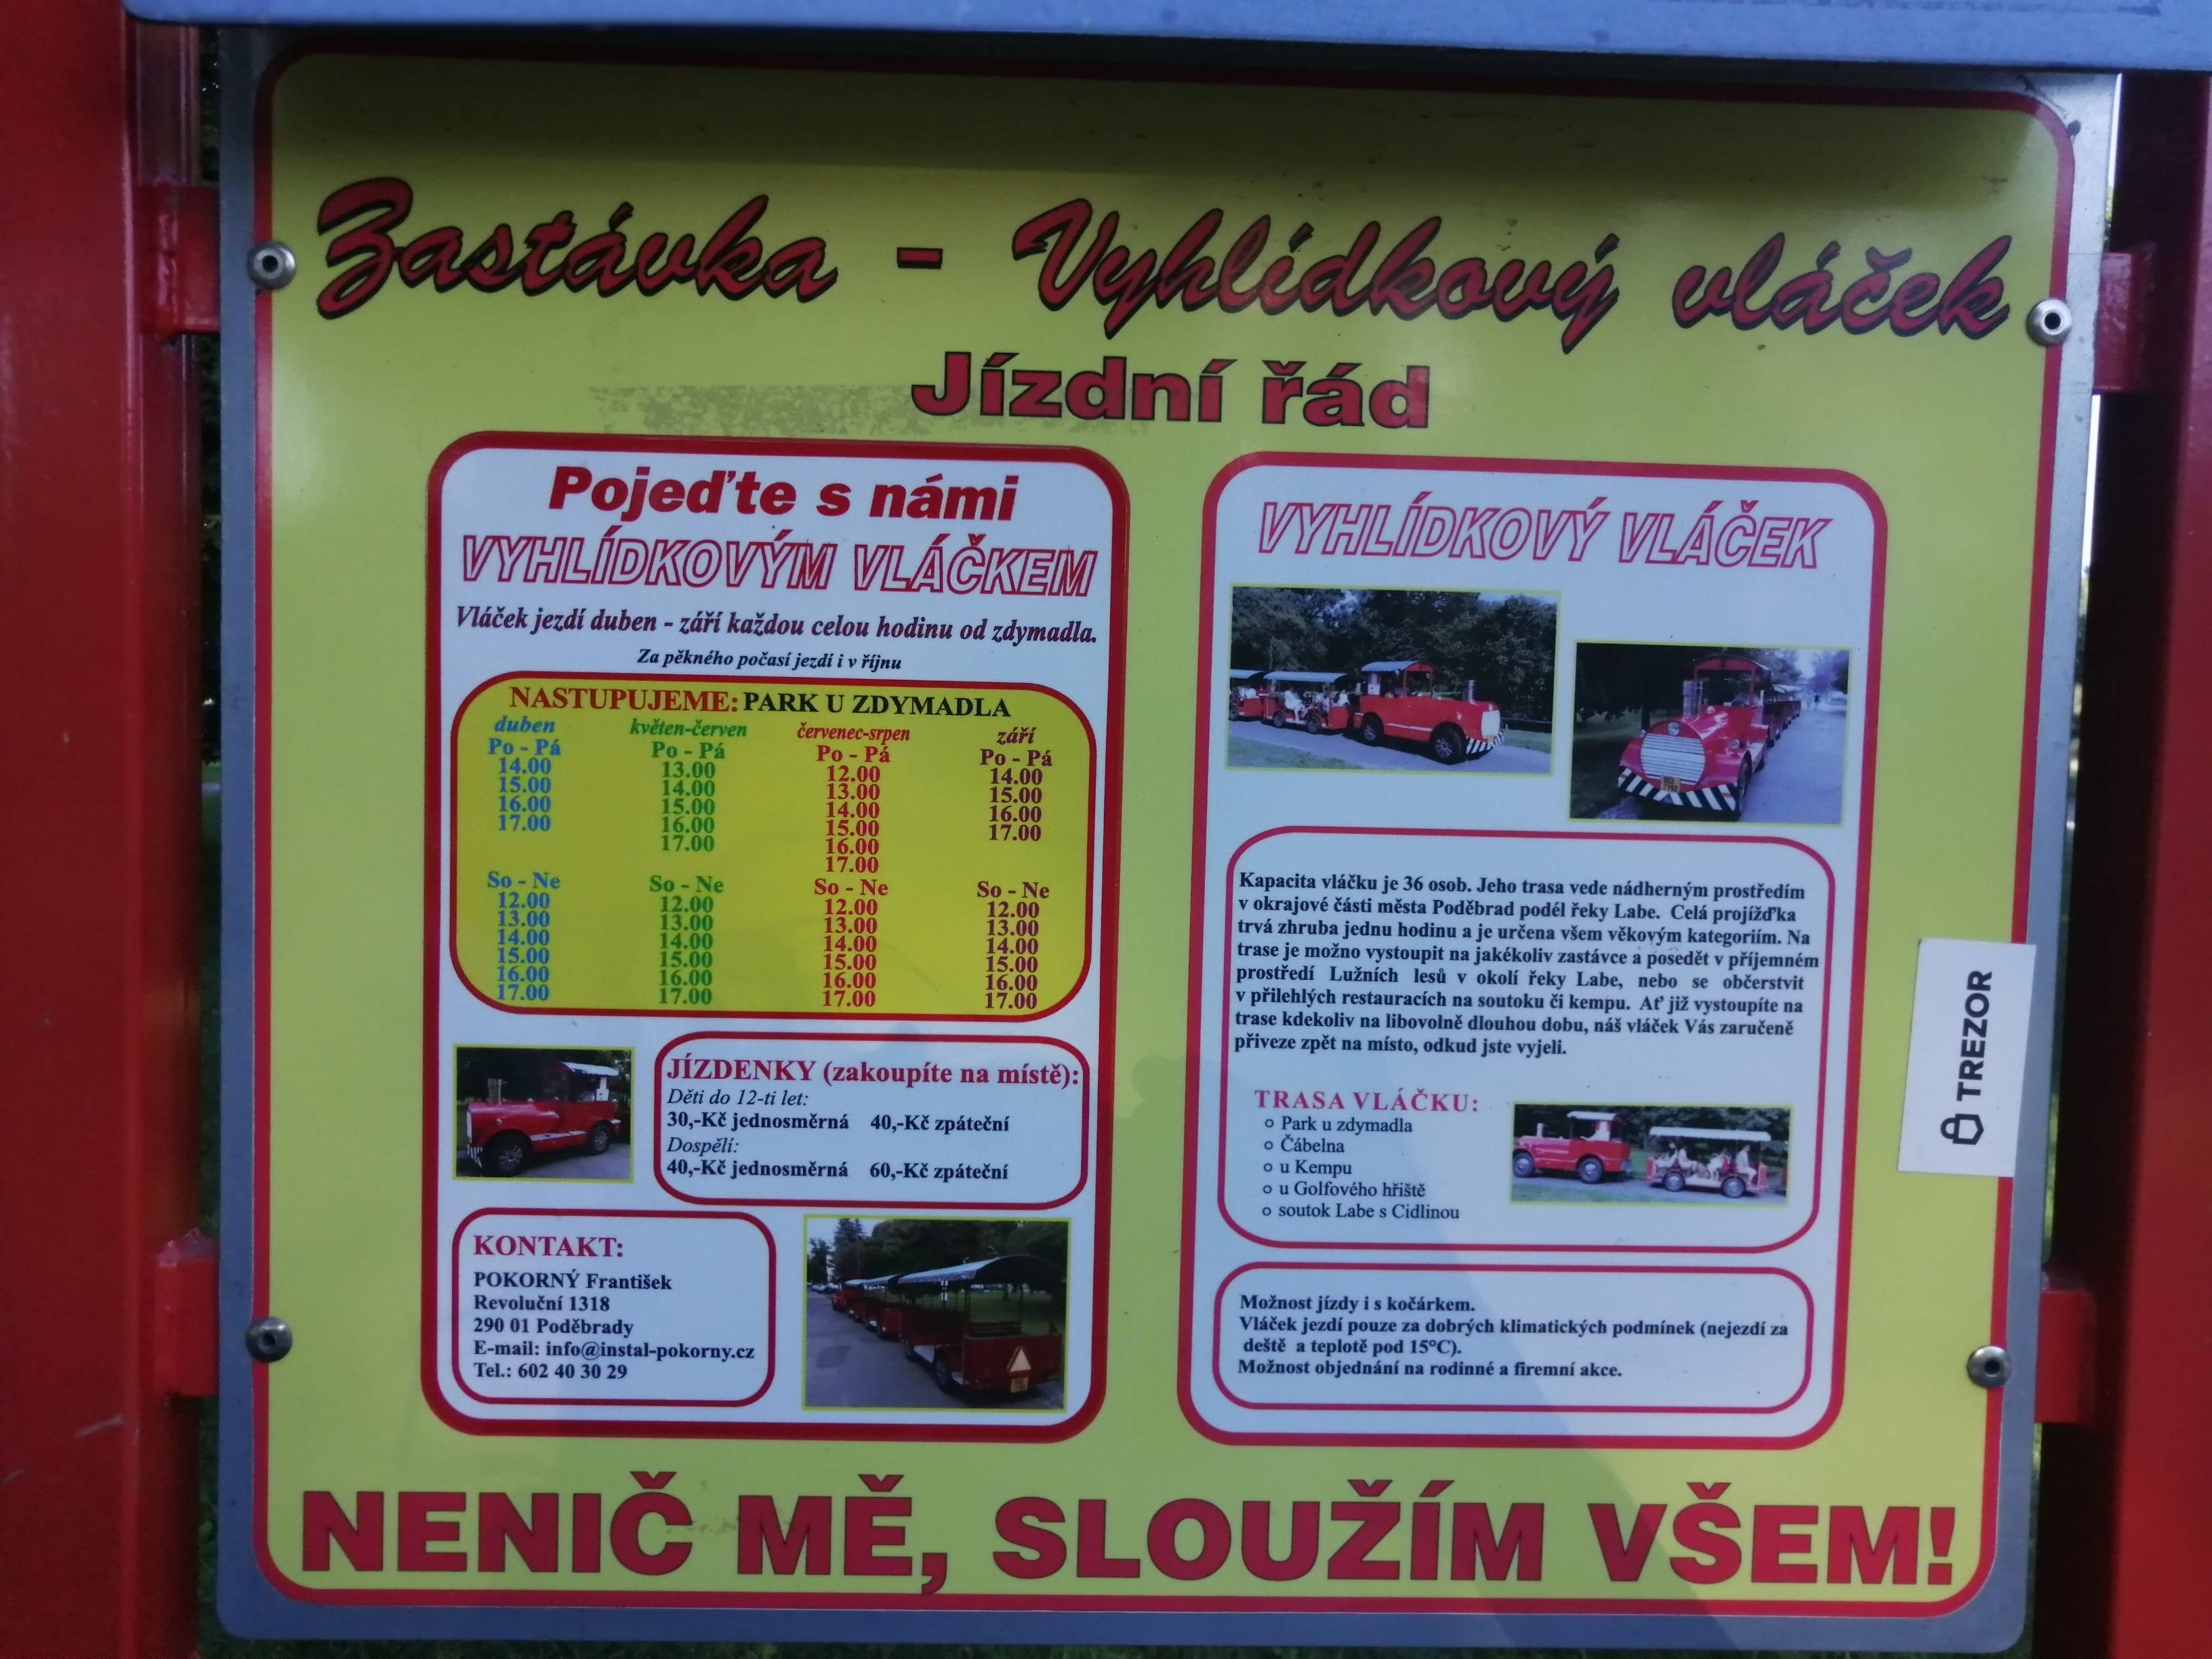 Zastávka - Vyhlídkový vláček
Jízdní řád
Pojeďte s námi
VYHLÍDKOVÝM VLÁČKEM
Vláček jezdí duben - září každou celou hodinu od zdymadla.
Za pěkného počasí jezdí i v říjnu
NASTUPUJEME: PARK U ZDYMADLA
duben
Po - Pá
14.00
15.00
16.00
17.00
So - Ne
12.00
13.00
14.00
15.00
16.00
17.00
květen-červen
Po - Pá
13.00
14.00
15.00
16.00
17.00
So - Ne
12.00
13.00
14.00
15.00
16.00
17.00
červenec-srpen
Po - Pá
12.00
13.00
14.00
15.00
16.00
17.00
So - Ne
12.00
13.00
14.00
15.00
16.00
17.00
září
Po - Pá
14.00
15.00
16.00
17.00
So - Ne
12.00
13.00
14.00
15.00
16.00
17.00
JÍZDENKY (zakoupíte na místě):
Děti do 12-ti let:
30,-Kč jednosměrná 40,-Kč zpáteční
Dospělí:
40,-Kč jednosměrná 60,-Kč zpáteční
KONTAKT:
POKORNÝ František
Revoluční 1318
290 01 Poděbrady
E-mail: info@instal-pokorny.cz
Tel.: 602 40 30 29
VYHLÍDKOVÝ VLÁČEK
Kapacita vláčku je 36 osob. Jeho trasa vede nádherným prostředím
v okrajové části města Poděbrad podél řeky Labe. Celá projížďka
trvá zhruba jednu hodinu a je určena všem věkovým kategoriím. Na
trase je možno vystoupit na jakékoliv zastávce a posedět v příjemném
prostředí Lužních lesů v okolí řeky Labe, nebo se občerstvit
v přilehlých restauracích na soutoku či kempu. Ať již vystoupíte na
trase kdekoliv na libovolně dlouhou dobu, náš vláček Vás zaručeně
přiveze zpět na místo, odkud jste vyjeli.
TRASA VLÁČKU:
Park u zdymadla
Čábelna
u Kempu
u Golfového hřiště
soutok Labe s Cidlinou
Možnost jízdy i s kočárkem.
Vláček jezdí pouze za dobrých klimatických podmínek (nejezdí za
deště a teplotě pod 15°C).
Možnost objednání na rodinné a firemní akce.
TREZOR
NENIČ MĚ, SLOUŽÍM VŠEM!